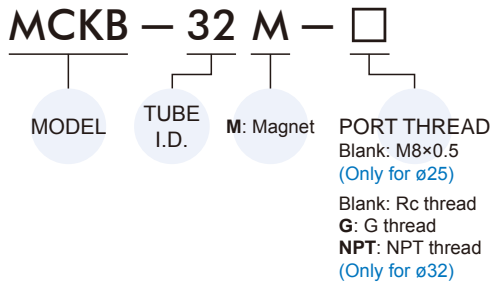 MCKB — 32 M — □
MODEL
TUBE
I.D.
M: Magnet
PORT THREAD
Blank: M8×0.5
(Only for ø25)
Blank: Rc thread
G: G thread
NPT: NPT thread
(Only for ø32)